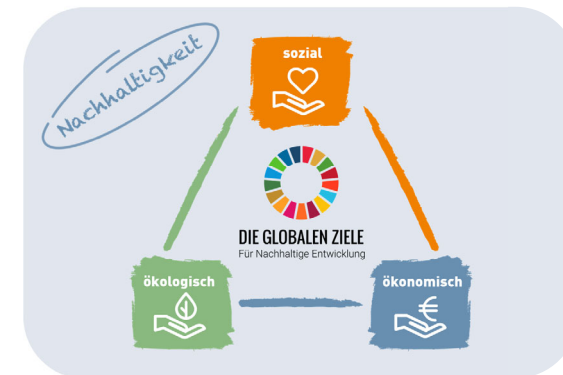 Nachhaltigkeit
sozial
DIE GLOBALEN ZIELE
Für Nachhaltige Entwicklung
ökologisch
ökonomisch
€